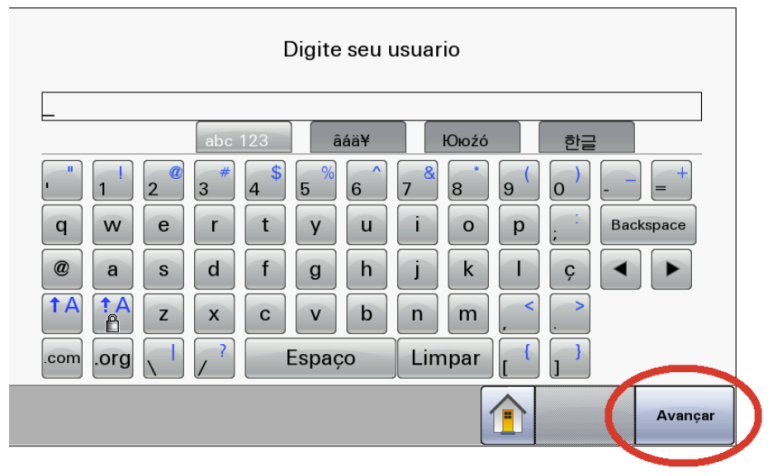 Digite seu usuario
_
abc 123 âáä¥ Ююźó 한글
' " 1 ! 2 @ 3 # 4 $ 5 % 6 ^ 7 & 8 * 9 ( 0 ) - _ = +
q w e r t y u i o p ; : Backspace
@ a s d f g h j k l ç ◀ ▶
↑A ↑A z x c v b n m , < . >
.com .org \ | / ? Espaço Limpar [ { ] }
Avançar